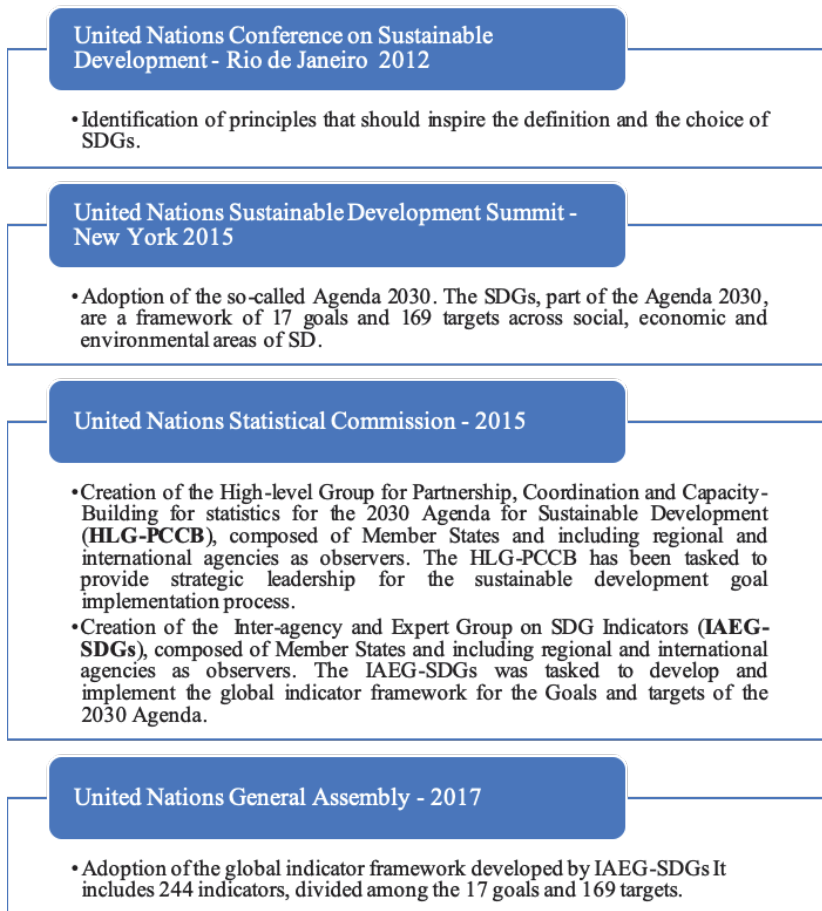 United Nations Conference on Sustainable
Development - Rio de Janeiro 2012
•Identification of principles that should inspire the definition and the choice of
SDGs.
United Nations Sustainable Development Summit -
New York 2015
•Adoption of the so-called Agenda 2030. The SDGs, part of the Agenda 2030,
are a framework of 17 goals and 169 targets across social, economic and
environmental areas of SD.
United Nations Statistical Commission - 2015
•Creation of the High-level Group for Partnership, Coordination and Capacity-
Building for statistics for the 2030 Agenda for Sustainable Development
(HLG-PCCB), composed of Member States and including regional and
international agencies as observers. The HLG-PCCB has been tasked to
provide strategic leadership for the sustainable development goal
implementation process.
•Creation of the Inter-agency and Expert Group on SDG Indicators (IAEG-
SDGs), composed of Member States and including regional and international
agencies as observers. The IAEG-SDGs was tasked to develop and
implement the global indicator framework for the Goals and targets of the
2030 Agenda.
United Nations General Assembly - 2017
•Adoption of the global indicator framework developed by IAEG-SDGs It
includes 244 indicators, divided among the 17 goals and 169 targets.